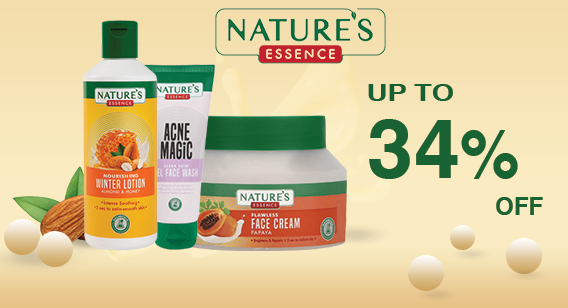 NATURE'S
ESSENCE
UP TO
34%
OFF
NATURE'S
ESSENCE
NOURISHING
WINTER LOTION
ALMOND & HONEY
NATURE'S
ESSENCE
ACNE
MAGIC
EL FACE WASH
NATURE'S
ESSENCE
FLAWLESS
FACE CREAM
PAPAYA